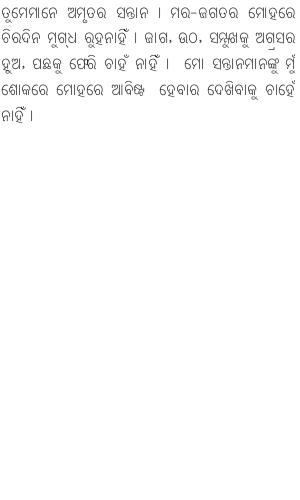 ତୁମେମାନେ ଅମୃତର ସନ୍ତାନ । ମର-ଜଗତର ମୋହରେ
ଚିରଦିନ ମୁଗ୍ଧ ରୁହନାହିଁ । ଜାଗ, ଉଠ, ସମ୍ମୁଖକୁ ଅଗ୍ରସର
ହୁଅ, ପଛକୁ ଫେରି ଚାହଁ ନାହିଁ । ମୋ ସନ୍ତାନମାନଙ୍କୁ ମୁଁ
ଶୋକରେ ମୋହରେ ଆବିଷ୍ଟ ହେବାର ଦେଖିବାକୁ ଚାହେଁ
ନାହିଁ ।